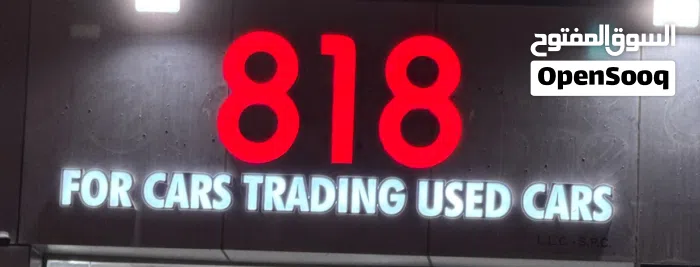 818
السوق المفتوح
OpenSooq
FOR CARS TRADING USED CARS
L.L.C - S.P.C